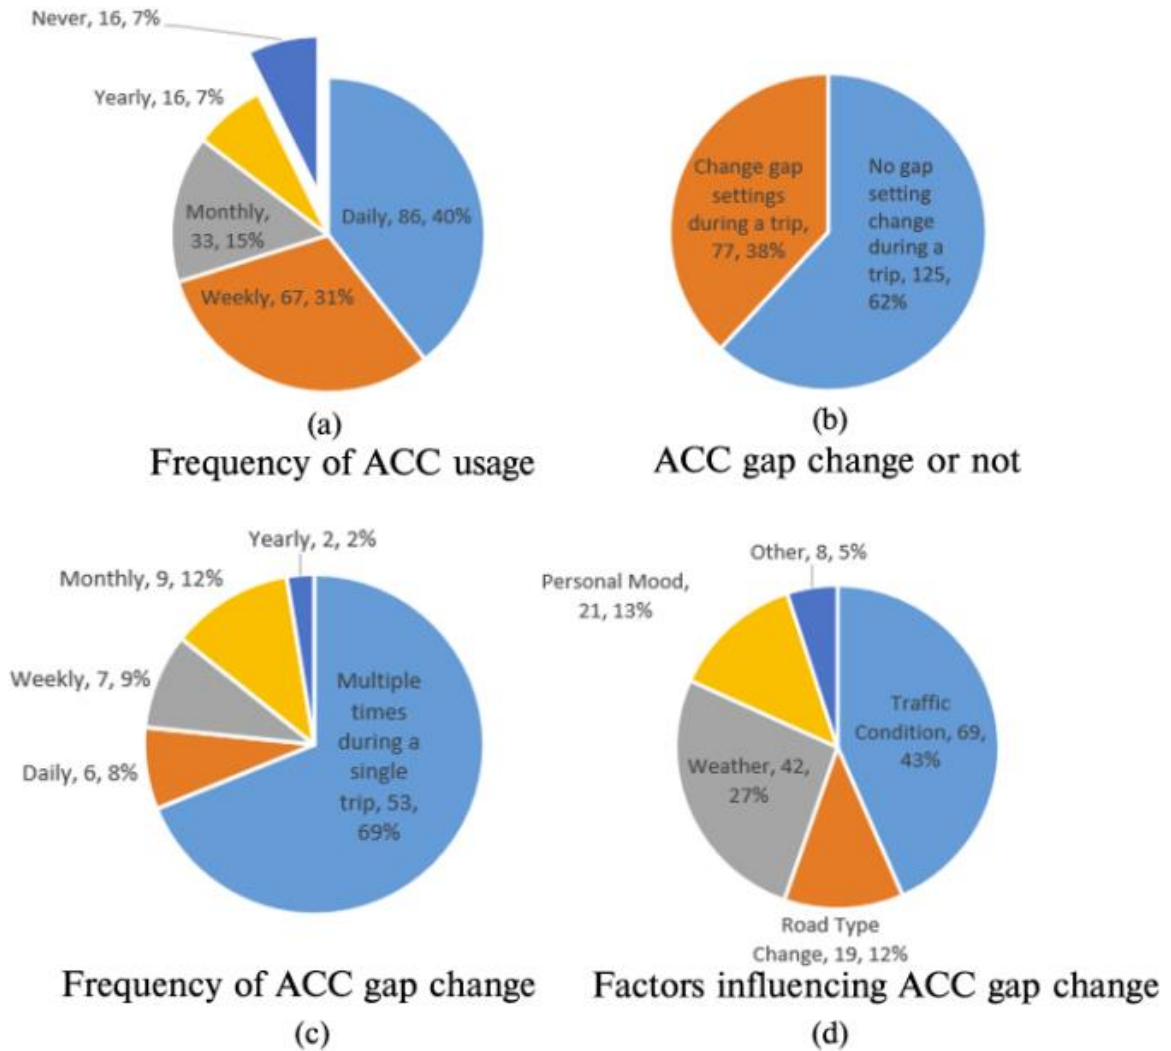 Never, 16, 7%
Yearly, 16, 7%
Monthly,
33, 15%
Daily, 86, 40%
Weekly, 67, 31%
(a)
Frequency of ACC usage
Change gap
settings
during a trip,
77, 38%
No gap
setting
change
during a
trip, 125,
62%
(b)
ACC gap change or not
Yearly, 2, 2%
Monthly, 9, 12%
Weekly, 7, 9%
Daily, 6, 8%
Multiple
times
during a
single
trip, 53,
69%
Frequency of ACC gap change
(c)
Other, 8, 5%
Personal Mood,
21, 13%
Traffic
Condition, 69,
43%
Weather, 42,
27%
Road Type
Change, 19, 12%
Factors influencing ACC gap change
(d)